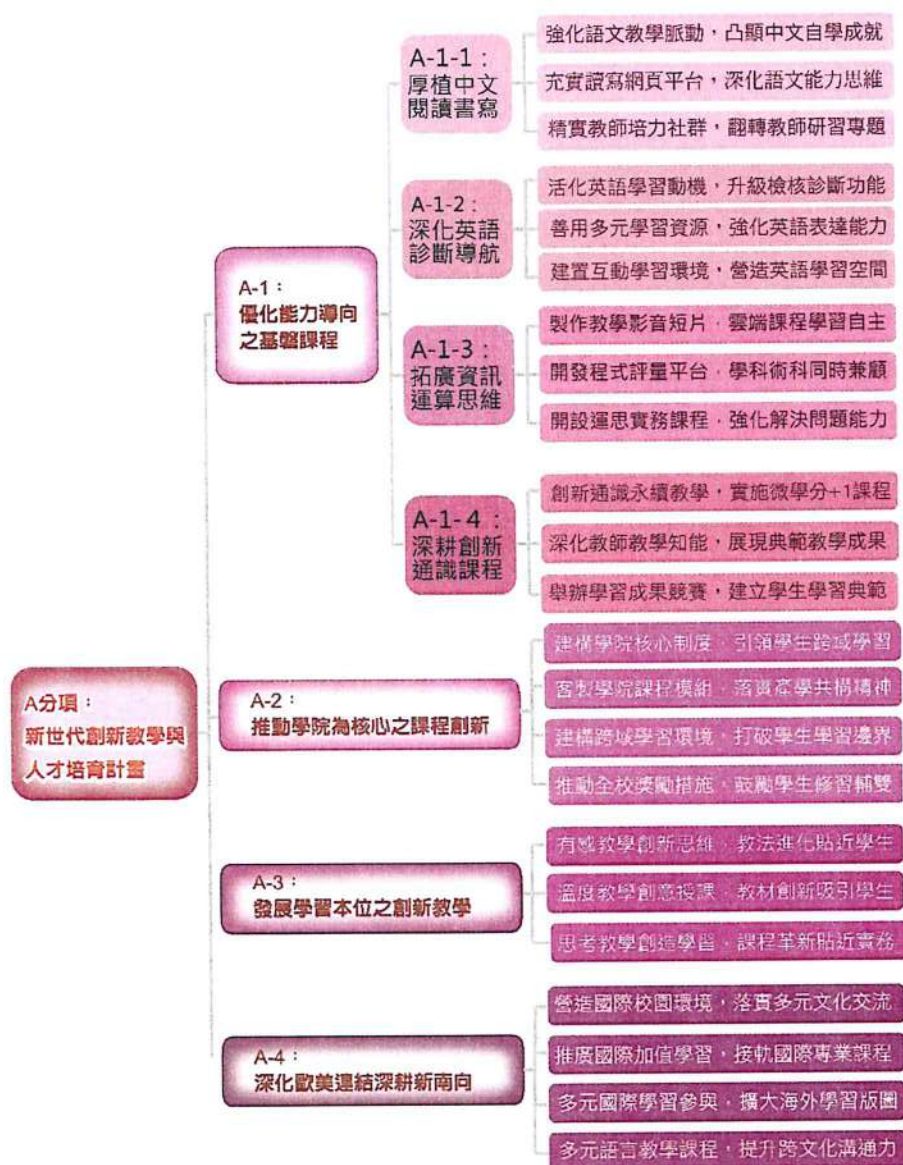 A分項：
新世代創新教學與
人才培育計畫
A-1：
優化能力導向
之基磐課程
A-1-1：
厚植中文
閱讀書寫
強化語文教學脈動，凸顯中文自學成就
充實讀寫網頁平台，深化語文能力思維
精實教師培力社群，翻轉教師研習專題
A-1-2：
深化英語
診斷導航
活化英語學習動機，升級檢核診斷功能
善用多元學習資源，強化英語表達能力
建置互動學習環境，營造英語學習空間
A-1-3：
拓廣資訊
運算思維
製作教學影音短片，雲端課程學習自主
開發程式評量平台，學科術科同時兼顧
開設運思實務課程，強化解決問題能力
A-1-4：
深耕創新
通識課程
創新通識永續教學，實施微學分+1課程
深化教師教學知能，展現典範教學成果
舉辦學習成果競賽，建立學生學習典範
A-2：
推動學院為核心之課程創新
建構學院核心制度，引領學生跨域學習
客製學院課程模組，落實產學共構精神
建構跨域學習環境，打破學生學習邊界
推動全校獎勵措施，鼓勵學生修習輔雙
A-3：
發展學習本位之創新教學
有感教學創新思維，教法進化貼近學生
溫度教學創意授課，教材創新吸引學生
思考教學創造學習，課程革新貼近實務
A-4：
深化歐美連結深耕新南向
營造國際校園環境，落實多元文化交流
推廣國際加值學習，接軌國際專業課程
多元國際學習參與，擴大海外學習版圖
多元語言教學課程，提升跨文化溝通力